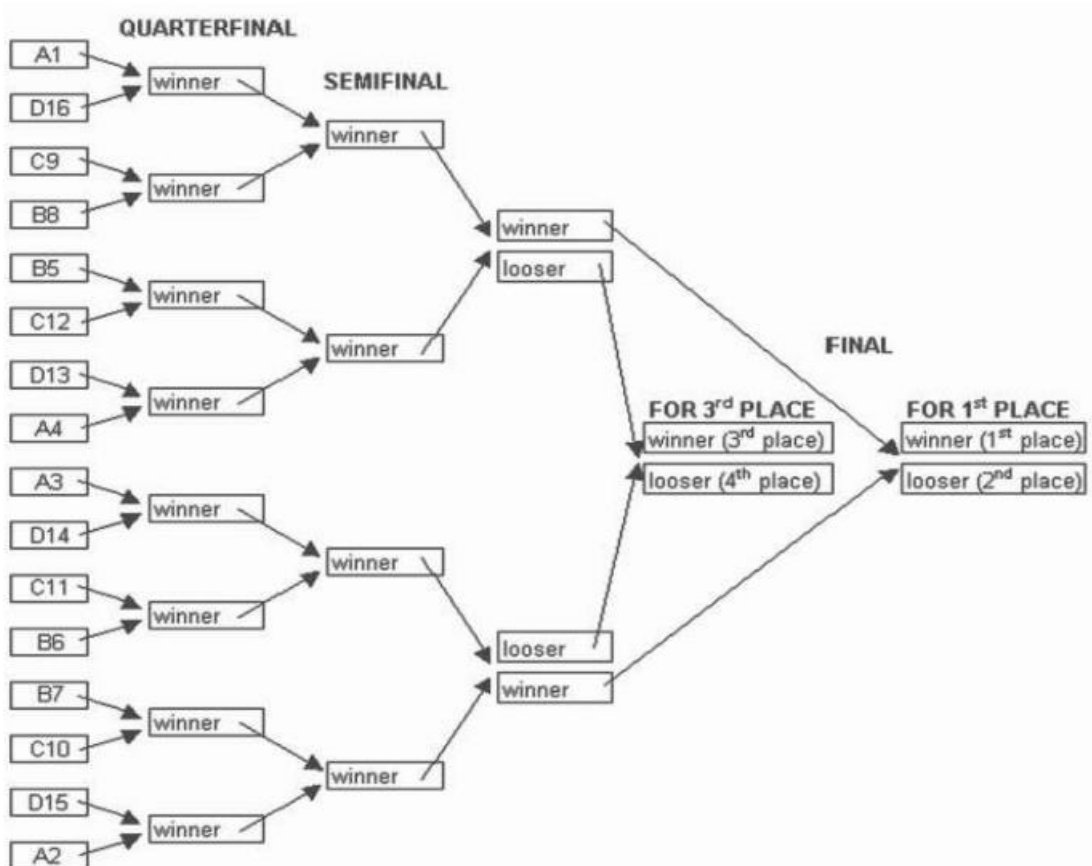 QUARTERFINAL
A1
winner
SEMIFINAL
D16
winner
C9
winner
B8
winner
B5
looser
winner
C12
winner
FINAL
D13
winner
A4
FOR 3rd PLACE
FOR 1st PLACE
winner (3rd place)
winner (1st place)
looser (4th place)
looser (2nd place)
A3
winner
D14
winner
C11
winner
B6
looser
winner
B7
winner
C10
winner
D15
winner
A2